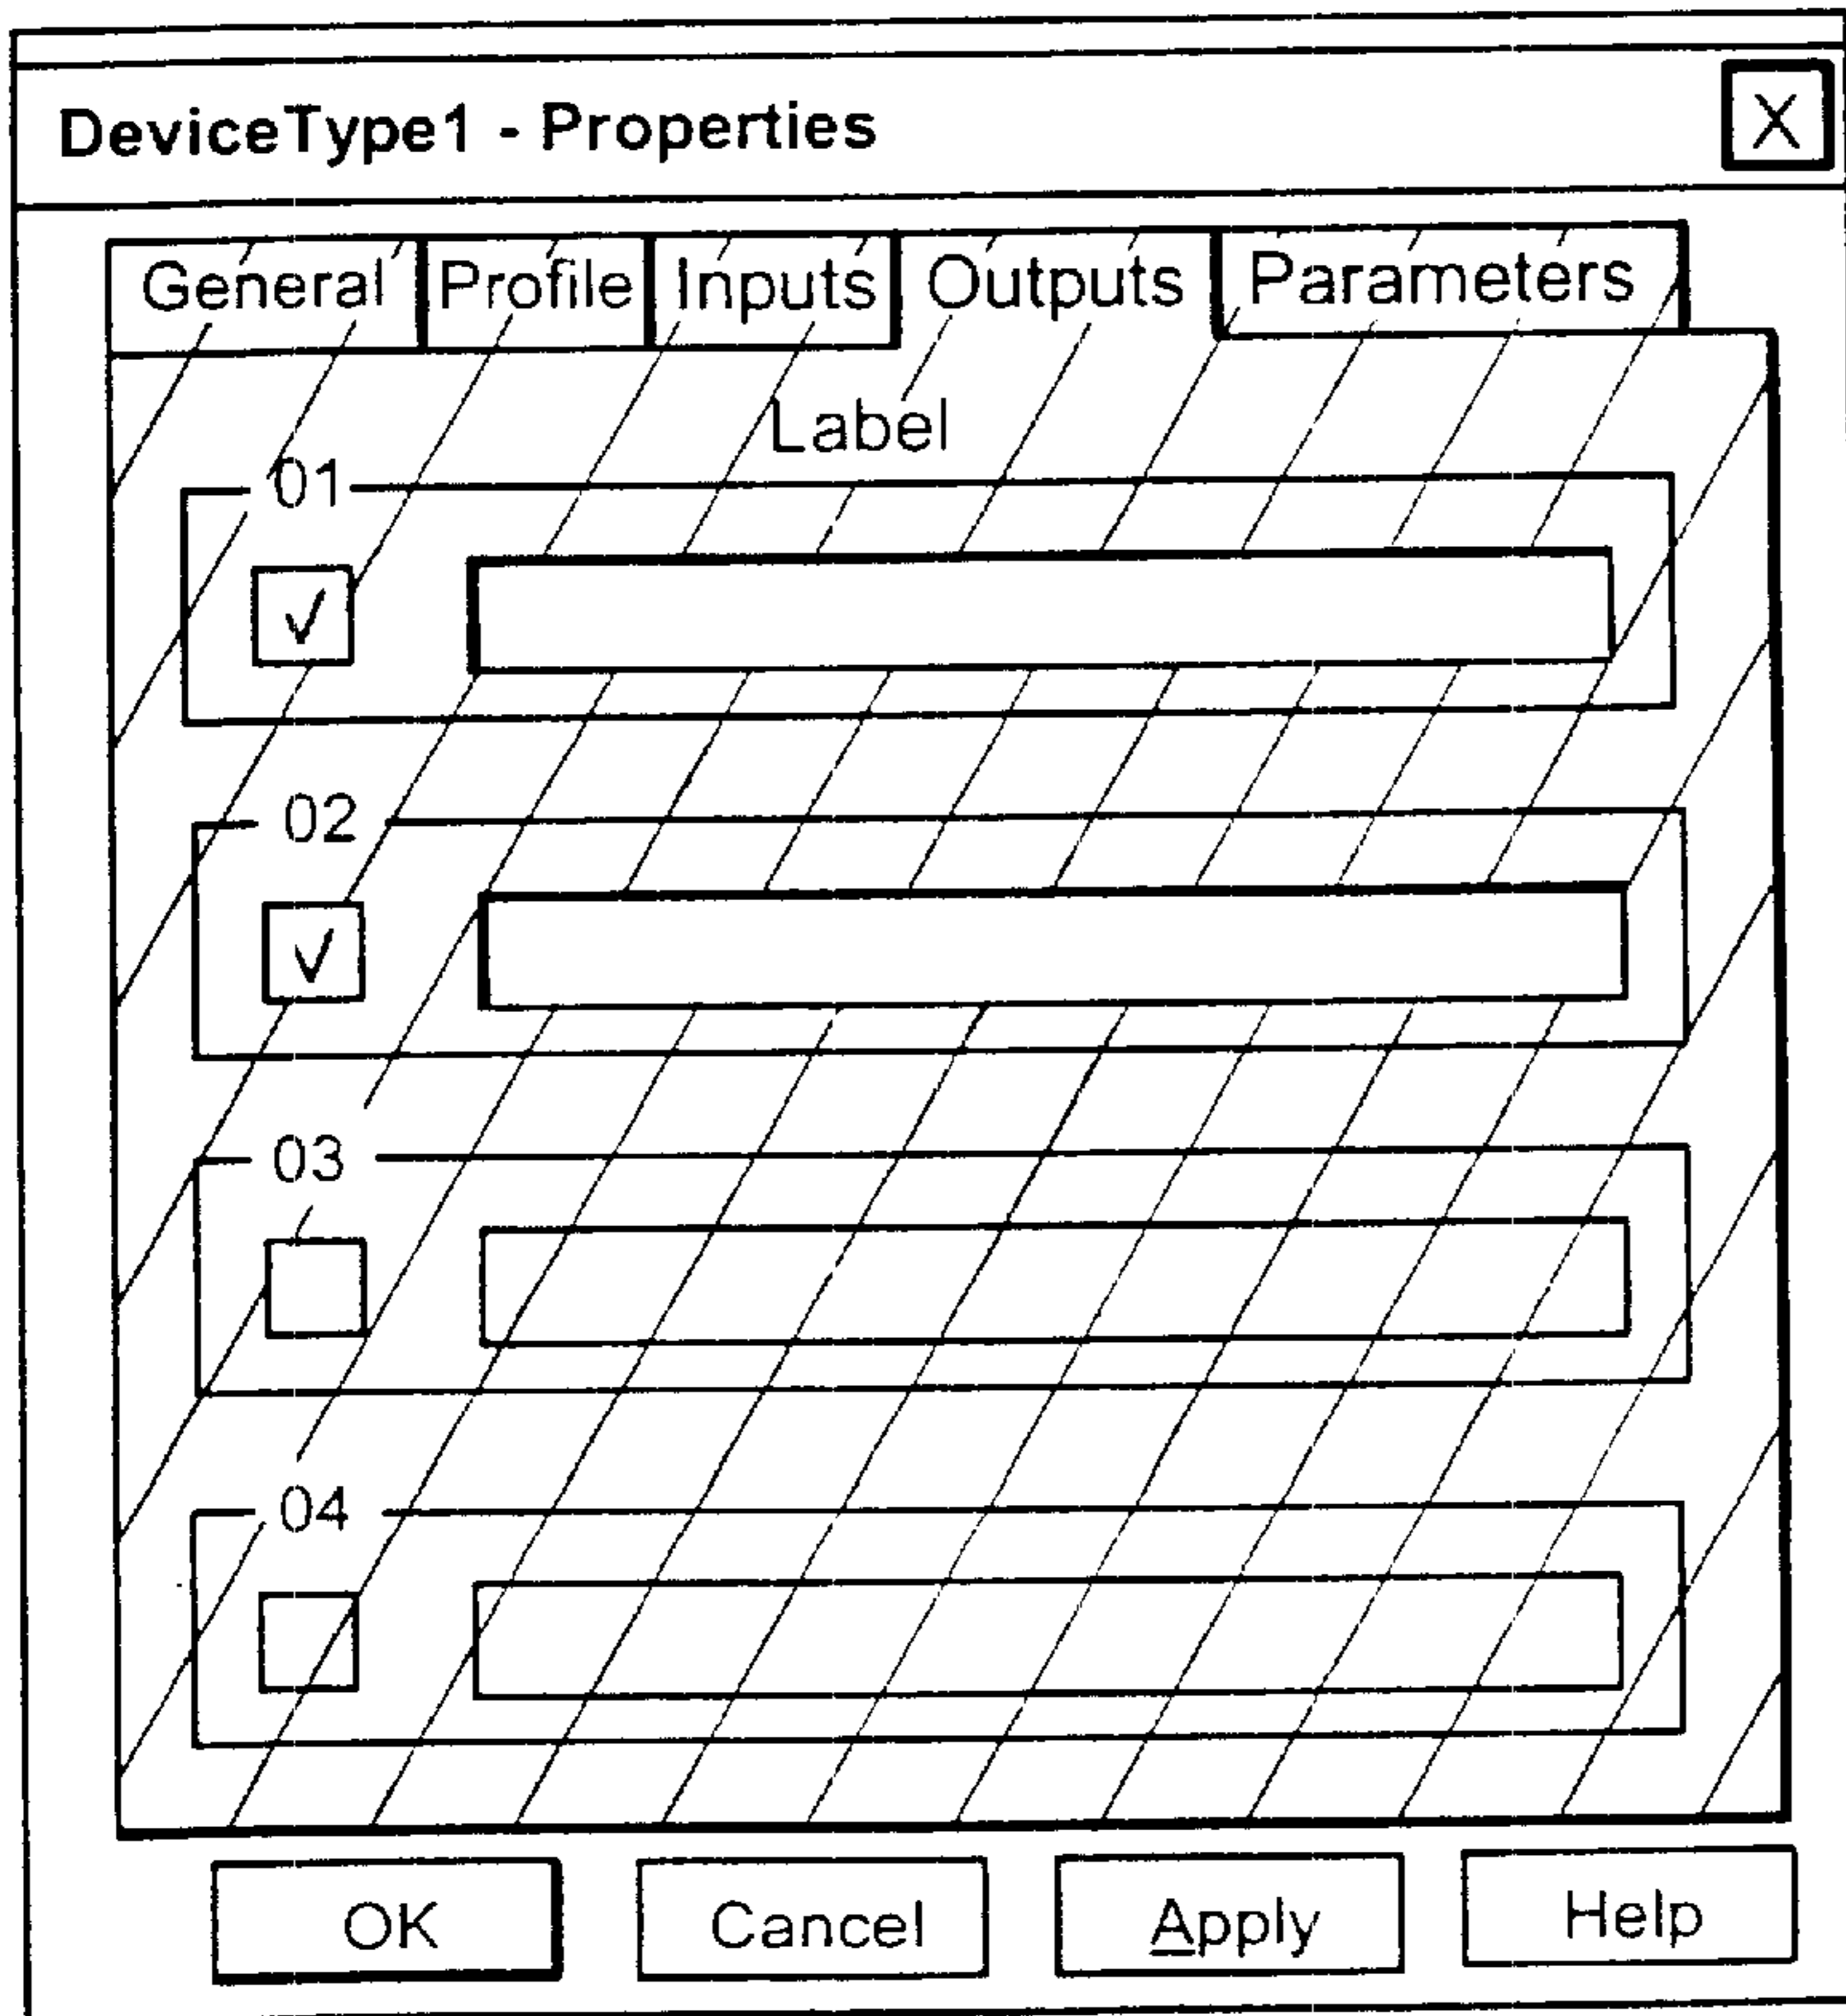 DeviceType1 - Properties X
General Profile Inputs Outputs Parameters
Label
01
02
03
04
OK Cancel Apply Help